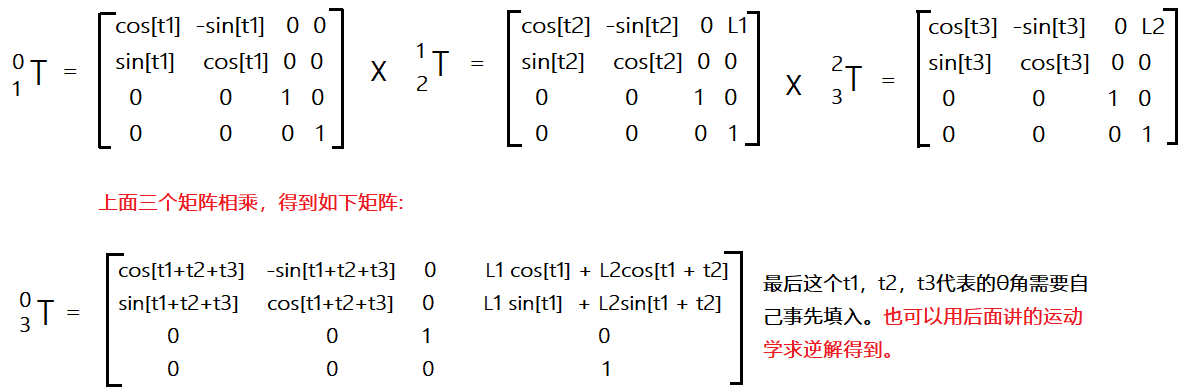 cos[t1] -sin[t1] 0 0 cos[t2] -sin[t2] 0 L1 cos[t3] -sin[t3] 0 L2
0 1 T = sin[t1] cos[t1] 0 0 X 1 2 T = sin[t2] cos[t2] 0 0 X 2 3 T = sin[t3] cos[t3] 0 0
0 0 1 0 0 0 1 0 0 0 1 0
0 0 0 1 0 0 0 1 0 0 0 1
上面三个矩阵相乘，得到如下矩阵:
cos[t1+t2+t3] -sin[t1+t2+t3] 0 L1 cos[t1] + L2cos[t1 + t2]
0 3 T = sin[t1+t2+t3] cos[t1+t2+t3] 0 L1 sin[t1] + L2sin[t1 + t2]
0 0 1 0
0 0 0 1
最后这个t1，t2，t3代表的θ角需要自
己事先填入。也可以用后面讲的运动
学求逆解得到。